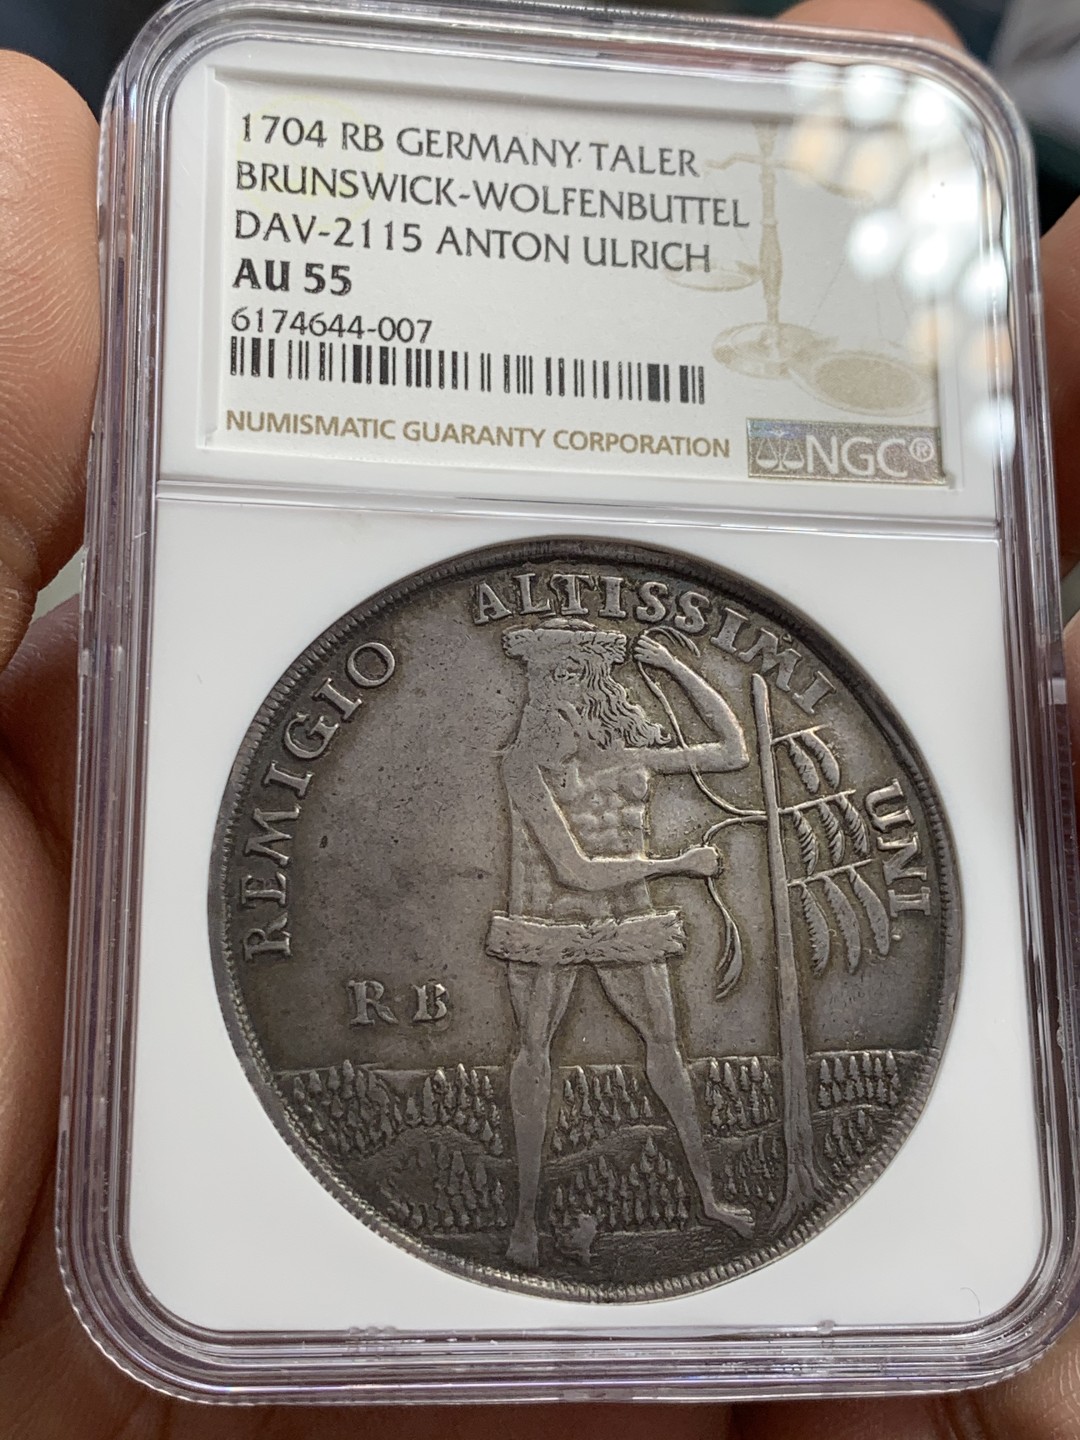 1704 RB GERMANY TALER
BRUNSWICK-WOLFENBUTTEL
DAV-2115 ANTON ULRICH
AU 55
6174644-007
NUMISMATIC GUARANTY CORPORATION
NGC®
REMIGIO ALTISSIMI UNI.
R B